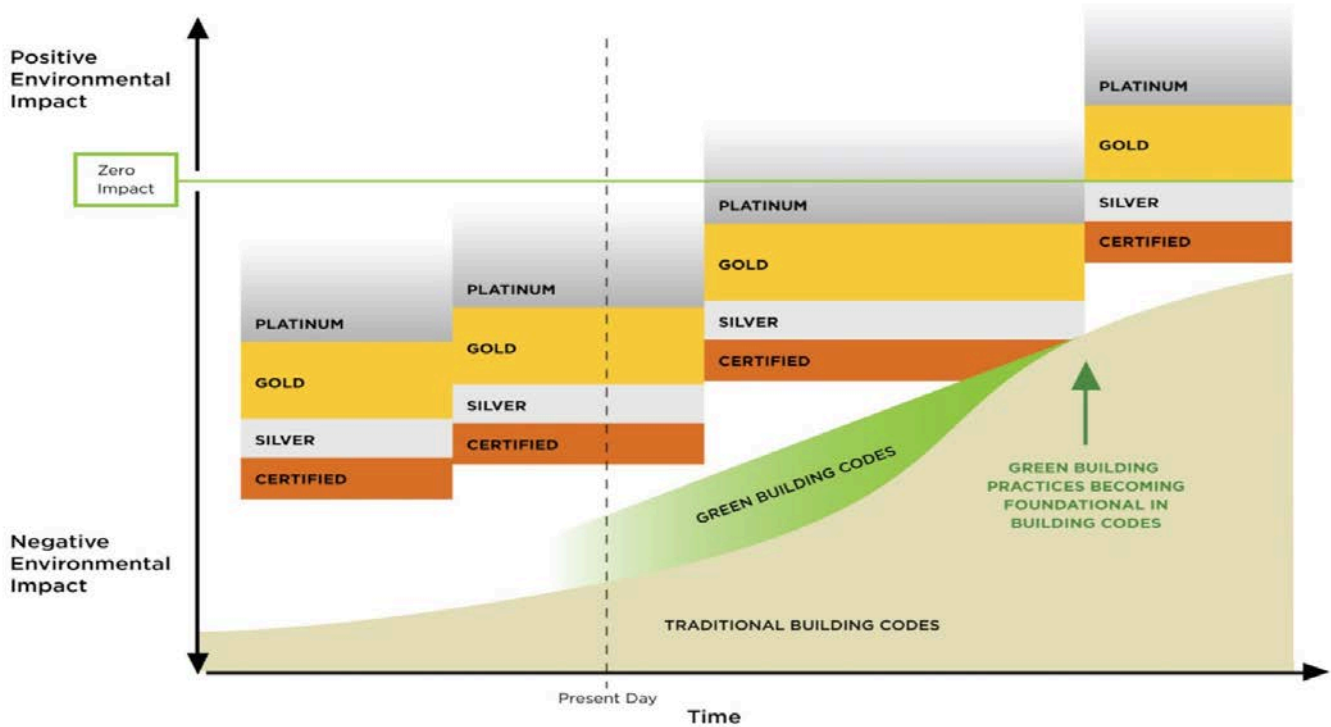 Positive
Environmental
Impact
Zero
Impact
Negative
Environmental
Impact
PLATINUM
GOLD
SILVER
CERTIFIED
PLATINUM
GOLD
SILVER
CERTIFIED
PLATINUM
GOLD
SILVER
CERTIFIED
PLATINUM
GOLD
SILVER
CERTIFIED
GREEN BUILDING CODES
GREEN BUILDING
PRACTICES BECOMING
FOUNDATIONAL IN
BUILDING CODES
TRADITIONAL BUILDING CODES
Present Day
Time